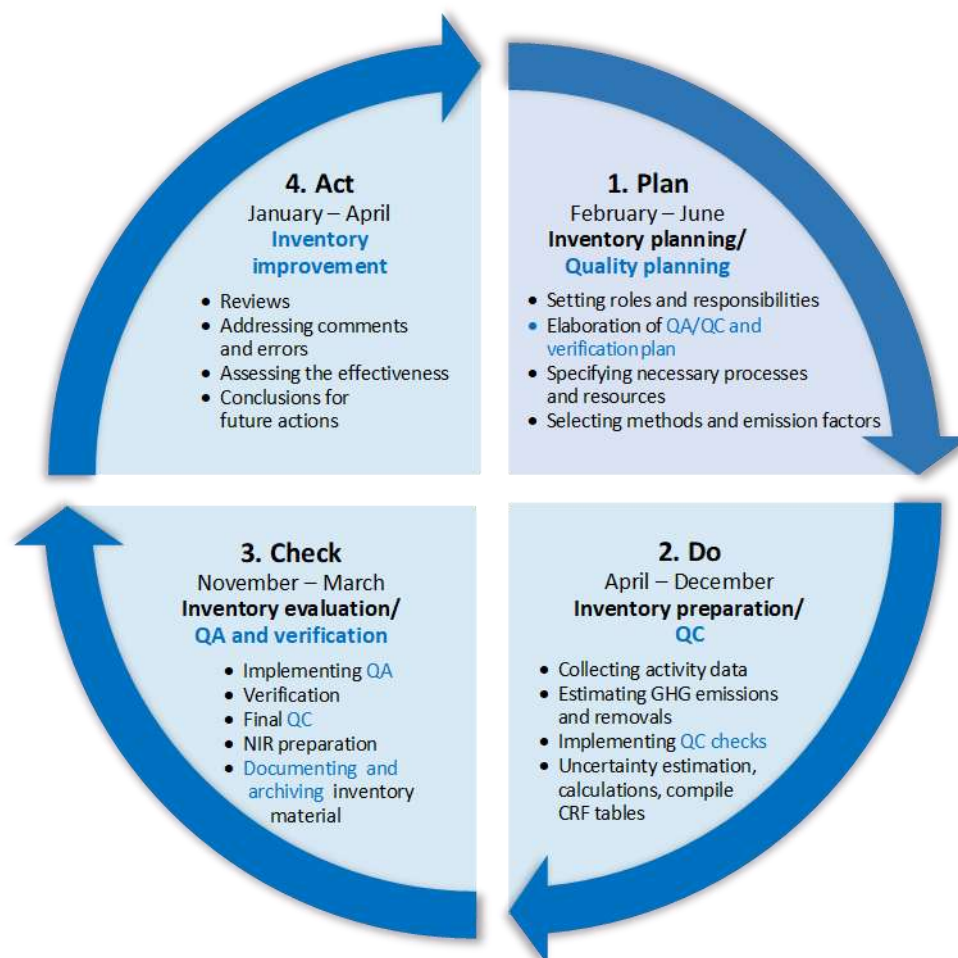 4. Act
January – April
Inventory
improvement
• Reviews
• Addressing comments
and errors
• Assessing the effectiveness
• Conclusions for
future actions
1. Plan
February – June
Inventory planning/
Quality planning
• Setting roles and responsibilities
• Elaboration of QA/QC and
verification plan
• Specifying necessary processes
and resources
• Selecting methods and emission factors
3. Check
November – March
Inventory evaluation/
QA and verification
• Implementing QA
• Verification
• Final QC
• NIR preparation
• Documenting and
archiving inventory
material
2. Do
April – December
Inventory preparation/
QC
• Collecting activity data
• Estimating GHG emissions
and removals
• Implementing QC checks
• Uncertainty estimation,
calculations, compile
CRF tables